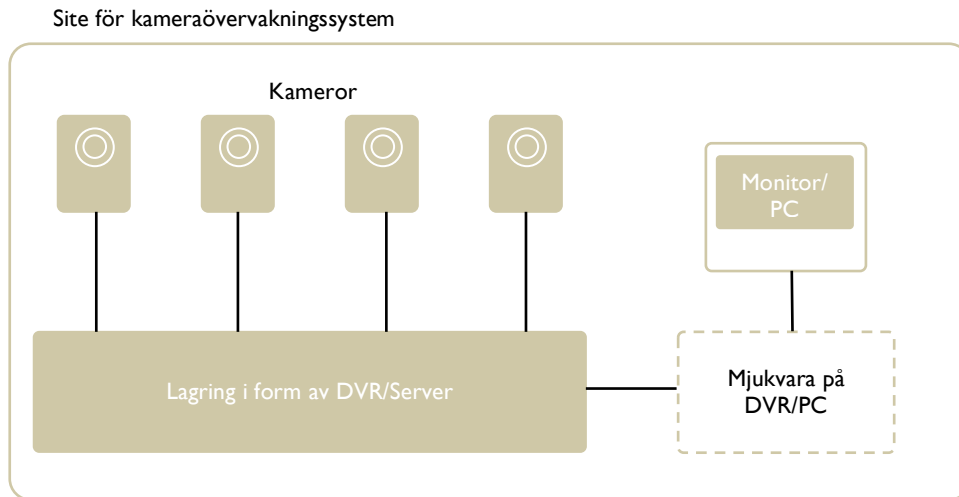 Site för kameraövervakningssystem
Kameror
Monitor/
PC
Lagring i form av DVR/Server
Mjukvara på
DVR/PC